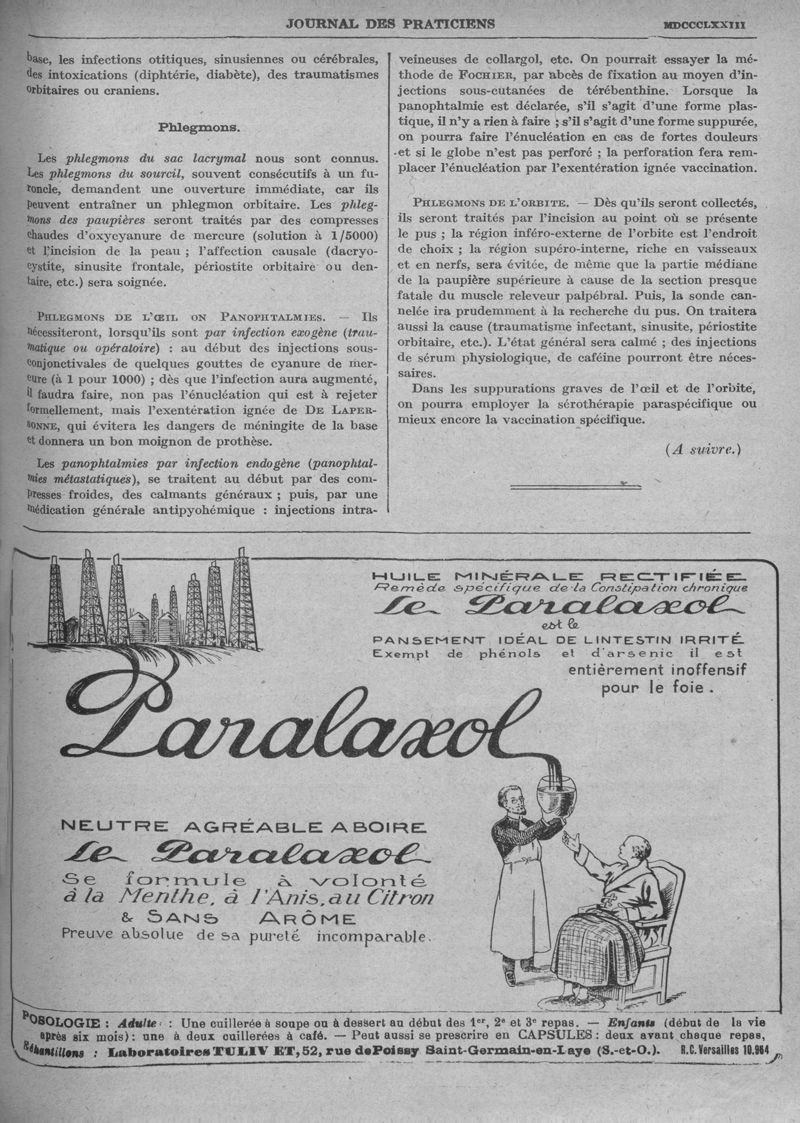 JOURNAL DES PRATICIENS
MDCCCLXXIII
base, les infections otitiques, sinusiennes ou cérébrales,
des intoxications (diphtérie, diabète), des traumatismes
orbitaires ou craniens.
Phlegmons.
Les phlegmons du sac lacrymal nous sont connus.
Les phlegmons du sourcil, souvent consécutifs à un fu-
roncle, demandent une ouverture immédiate, car ils
peuvent entraîner un phlegmon orbitaire. Les phleg-
mons des paupières seront traités par des compresses
chaudes d'oxycyanure de mercure (solution à 1/5000)
et l'incision de la peau ; l'affection causale (dacryo-
cystite, sinusite frontale, périostite orbitaire ou den-
taire, etc.) sera soignée.
PHLEGMONS DE L'ŒIL ON PANOPHTALMIES. — Ils
nécessiteront, lorsqu'ils sont par infection exogène (trau-
matique ou opératoire) : au début des injections sous-
conjonctivales de quelques gouttes de cyanure de mer-
cure (à 1 pour 1000) ; dès que l'infection aura augmenté,
il faudra faire, non pas l'énucléation qui est à rejeter
formellement, mais l'exentération ignée de DE LAPER-
SONNE, qui évitera les dangers de méningite de la base
et donnera un bon moignon de prothèse.
Les panophtalmies par infection endogène (panophtal-
mies métastatiques), se traitent au début par des com-
presses froides, des calmants généraux ; puis, par une
médication générale antipyohémique : injections intra-
veineuses de collargol, etc. On pourrait essayer la mé-
thode de FOCHIER, par abcès de fixation au moyen d'in-
jections sous-cutanées de térébenthine. Lorsque la
panophtalmie est déclarée, s'il s'agit d'une forme plas-
tique, il n'y a rien à faire ; s'il s'agit d'une forme suppurée,
on pourra faire l'énucléation en cas de fortes douleurs
et si le globe n'est pas perforé ; la perforation fera rem-
placer l'énucléation par l'exentération ignée vaccination.
PHLEGMONS DE L'ORBITE. — Dès qu'ils seront collectés,
ils seront traités par l'incision au point où se présente
le pus ; la région inféro-externe de l'orbite est l'endroit
de choix ; la région supéro-interne, riche en vaisseaux
et en nerfs, sera évitée, de même que la partie médiane
de la paupière supérieure à cause de la section presque
fatale du muscle releveur palpébral. Puis, la sonde can-
nelée ira prudemment à la recherche du pus. On traitera
aussi la cause (traumatisme infectant, sinusite, périostite
orbitaire, etc.). L'état général sera calmé ; des injections
de sérum physiologique, de caféine pourront être néces-
saires.
Dans les suppurations graves de l'œil et de l'orbite,
on pourra employer la sérothérapie paraspécifique ou
mieux encore la vaccination spécifique.
(A suivre.)
HUILE MINÉRALE RECTIFIÉE
Remède spécifique de la Constipation chronique
Le Paralaxol
est le
PANSEMENT IDÉAL DE L'INTESTIN IRRITÉ
Exempt de phénols et d'arsenic il est
entièrement inoffensif
pour le foie.
Paralaxol
NEUTRE AGRÉABLE A BOIRE
Le Paralaxol
Se formule à volonté
à la Menthe, à l'Anis, au Citron
& SANS ARÔME
Preuve absolue de sa pureté incomparable.
POSOLOGIE : Adulte : Une cuillerée à soupe ou à dessert au début des 1er, 2e et 3e repas. — Enfants (début de la vie
après six mois) : une à deux cuillerées à café. — Peut aussi se prescrire en CAPSULES : deux avant chaque repas,
Échantillons : Laboratoires TULIVET, 52, rue de Poissy Saint-Germain-en-Laye (S.-et-O.). R.C. Versailles 10.964